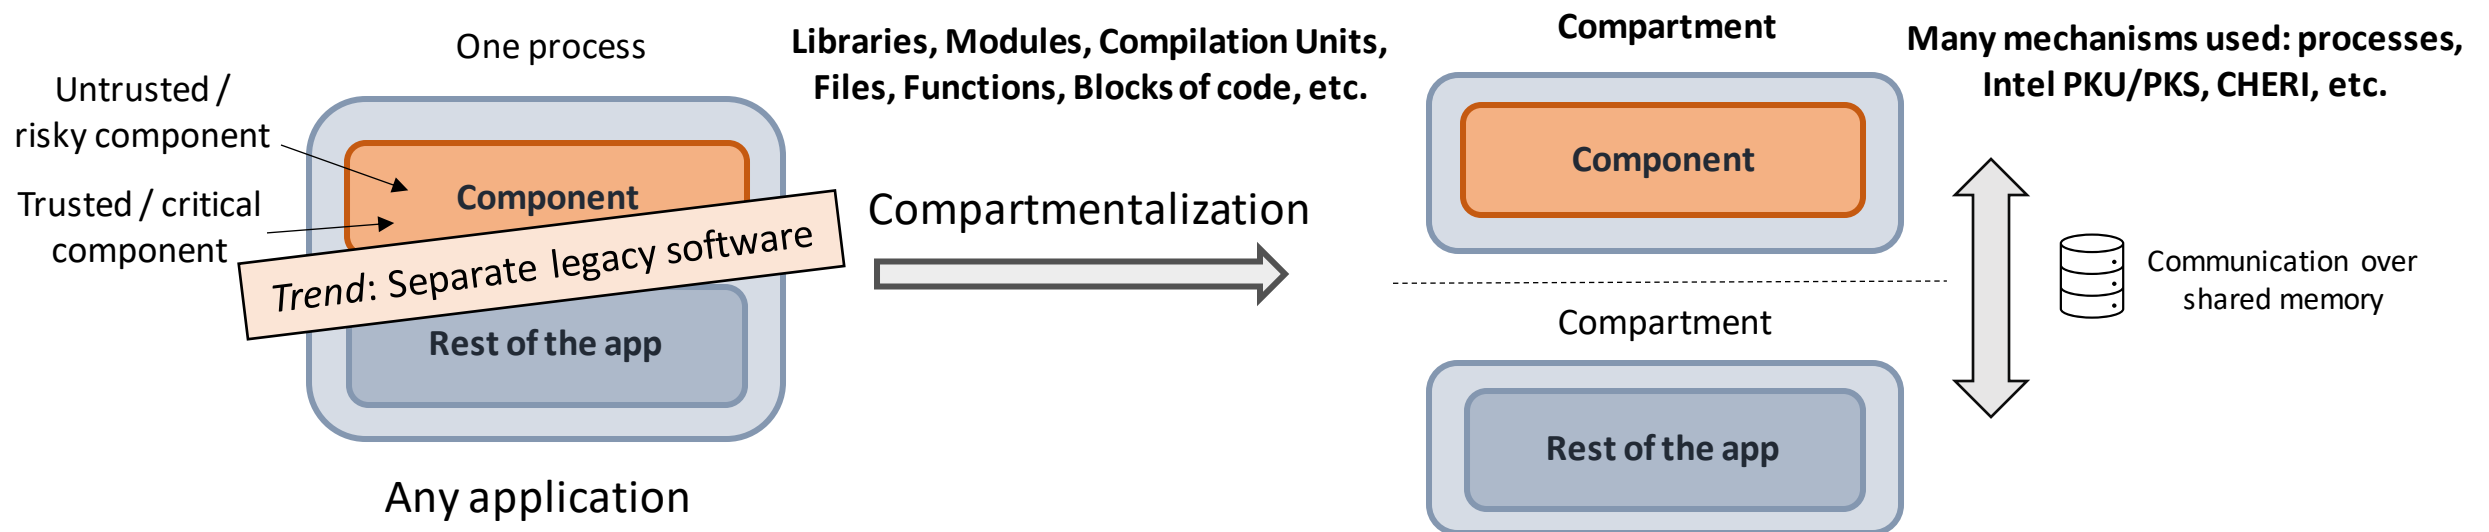 One process
Untrusted /
risky component
Trusted / critical
component
Component
Trend: Separate legacy software
Rest of the app
Any application
Libraries, Modules, Compilation Units,
Files, Functions, Blocks of code, etc.
Compartmentalization
Compartment
Component
Compartment
Rest of the app
Many mechanisms used: processes,
Intel PKU/PKS, CHERI, etc.
Communication over
shared memory